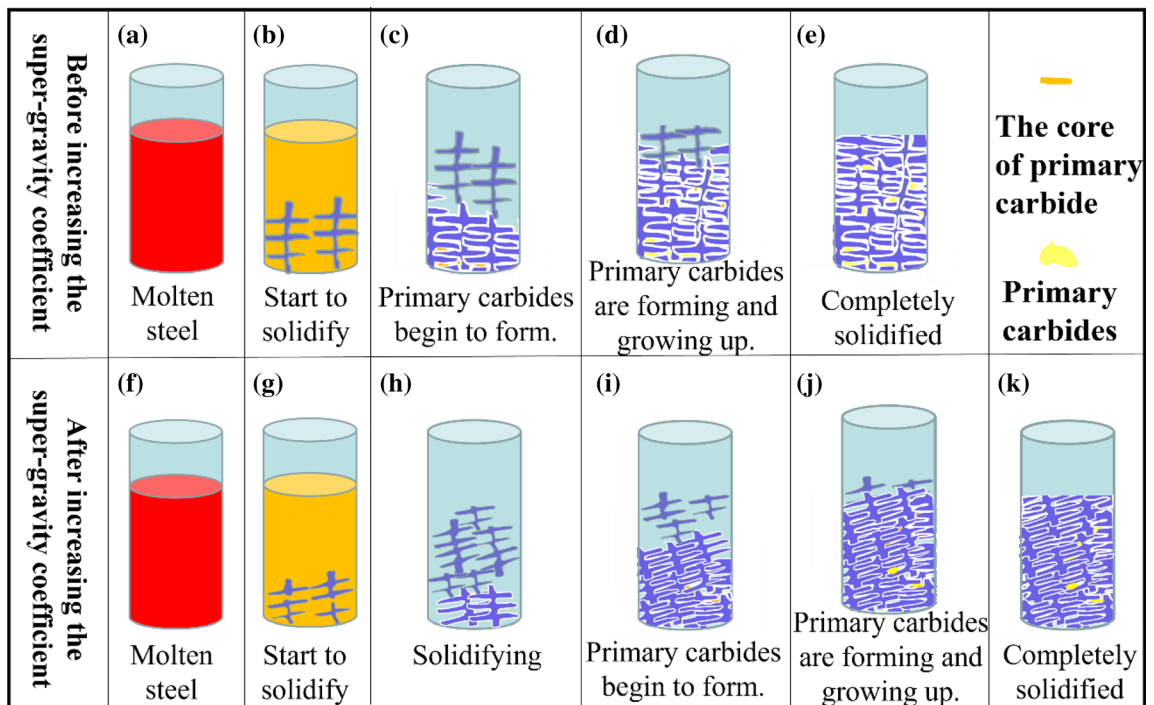 Before increasing the
super-gravity coefficient
(a)
Molten
steel
(b)
Start to
solidify
(c)
Primary carbides
begin to form.
(d)
Primary carbides
are forming and
growing up.
(e)
Completely
solidified
The core
of primary
carbide
Primary
carbides
After increasing the
super-gravity coefficient
(f)
Molten
steel
(g)
Start to
solidify
(h)
Solidifying
(i)
Primary carbides
begin to form.
(j)
Primary carbides
are forming and
growing up.
(k)
Completely
solidified